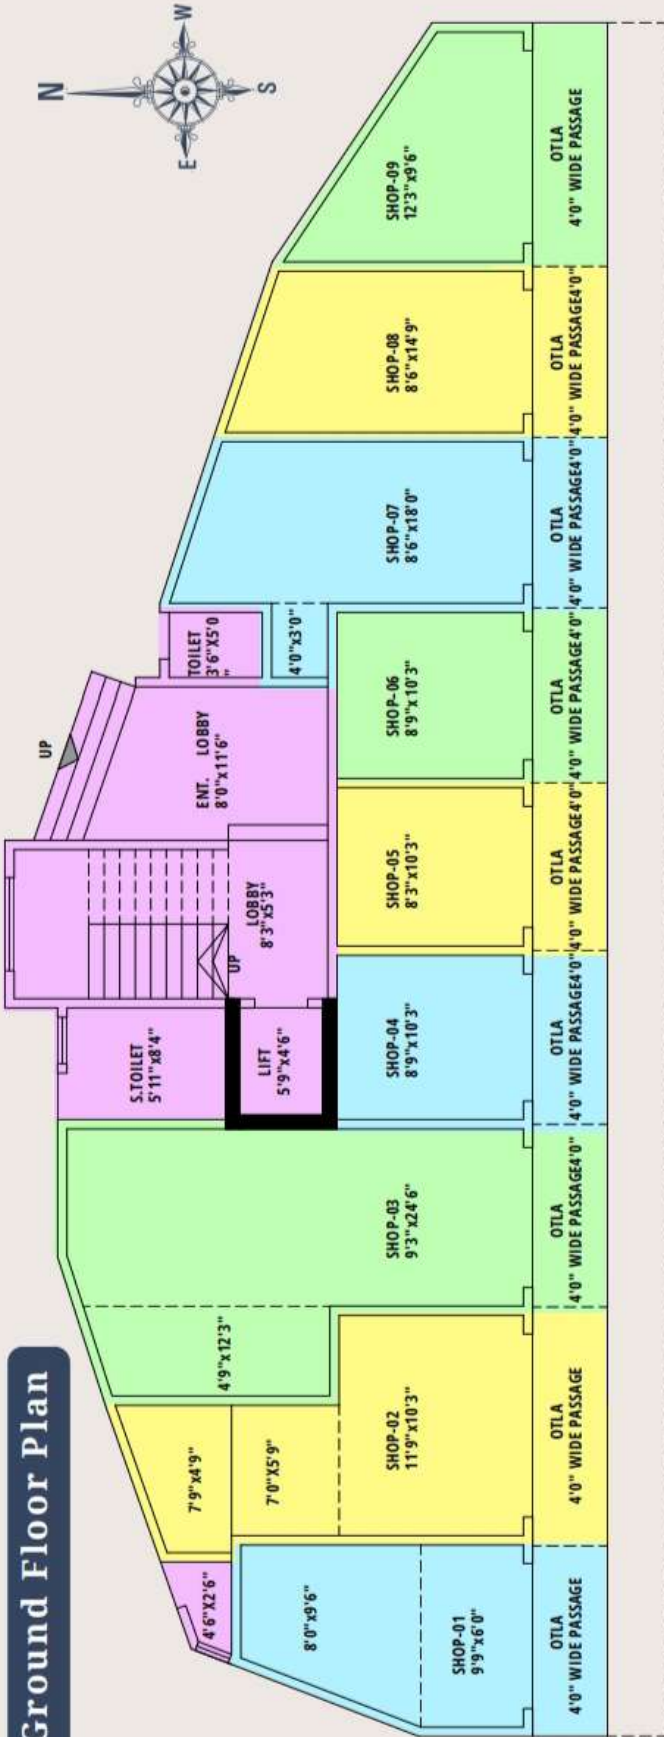 Ground Floor Plan
N
W
E
S
UP
4'6"X2'6"
7'9"x4'9"
4'9"x12'3"
S.TOILET
5'11"x8'4"
ENT. LOBBY
8'0"x11'6"
TOILET
3'6"X5'0
"
8'0"x9'6"
7'0"X5'9"
LIFT
5'9"x4'6"
UP
LOBBY
8'3"x5'3"
4'0"x3'0"
SHOP-01
9'9"x6'0"
SHOP-02
11'9"x10'3"
SHOP-03
9'3"x24'6"
SHOP-04
8'9"x10'3"
SHOP-05
8'3"x10'3"
SHOP-06
8'9"x10'3"
SHOP-07
8'6"x18'0"
SHOP-08
8'6"x14'9"
SHOP-09
12'3"x9'6"
OTLA
4'0" WIDE PASSAGE
OTLA
4'0" WIDE PASSAGE
OTLA
4'0" WIDE PASSAGE4'0"
OTLA
4'0" WIDE PASSAGE4'0"
OTLA
4'0" WIDE PASSAGE4'0"
OTLA
4'0" WIDE PASSAGE4'0"
OTLA
4'0" WIDE PASSAGE4'0"
OTLA
4'0" WIDE PASSAGE4'0"
OTLA
4'0" WIDE PASSAGE